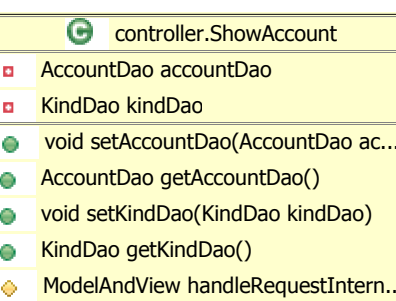 C controller.ShowAccount
AccountDao accountDao
KindDao kindDao
void setAccountDao(AccountDao ac...
AccountDao getAccountDao()
void setKindDao(KindDao kindDao)
KindDao getKindDao()
ModelAndView handleRequestIntern...